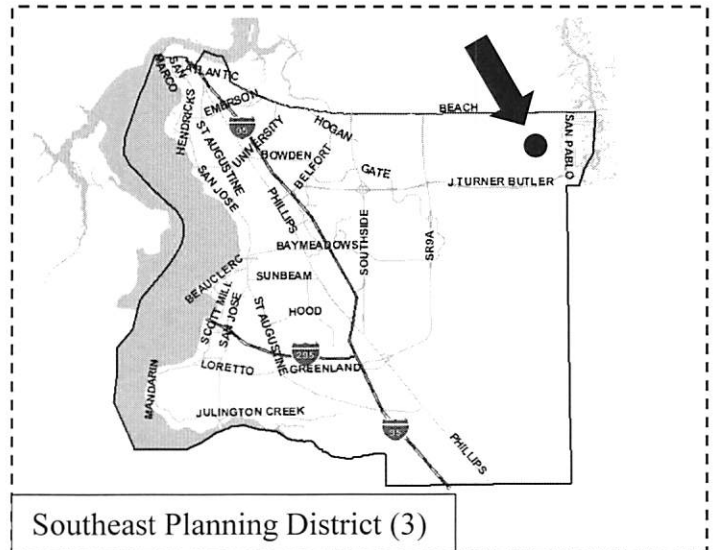 SAN MARCO
ATLANTIC
BEACH
SAN PABLO
EMERSON
HENDRICKS
HOGAN
95
UNIVERSITY
ST AUGUSTINE
BOWDEN
BELFORT
GATE
SAN JOSE
J.TURNER BUTLER
PHILLIPS
SOUTHSIDE
SR9A
BAYMEADOWS
BEAUCLERC
SUNBEAM
SCOTT MILL
SAN JOSE
ST AUGUSTINE
HOOD
295
LORETTO
GREENLAND
MANDARIN
JULINGTON CREEK
95
PHILLIPS
Southeast Planning District (3)